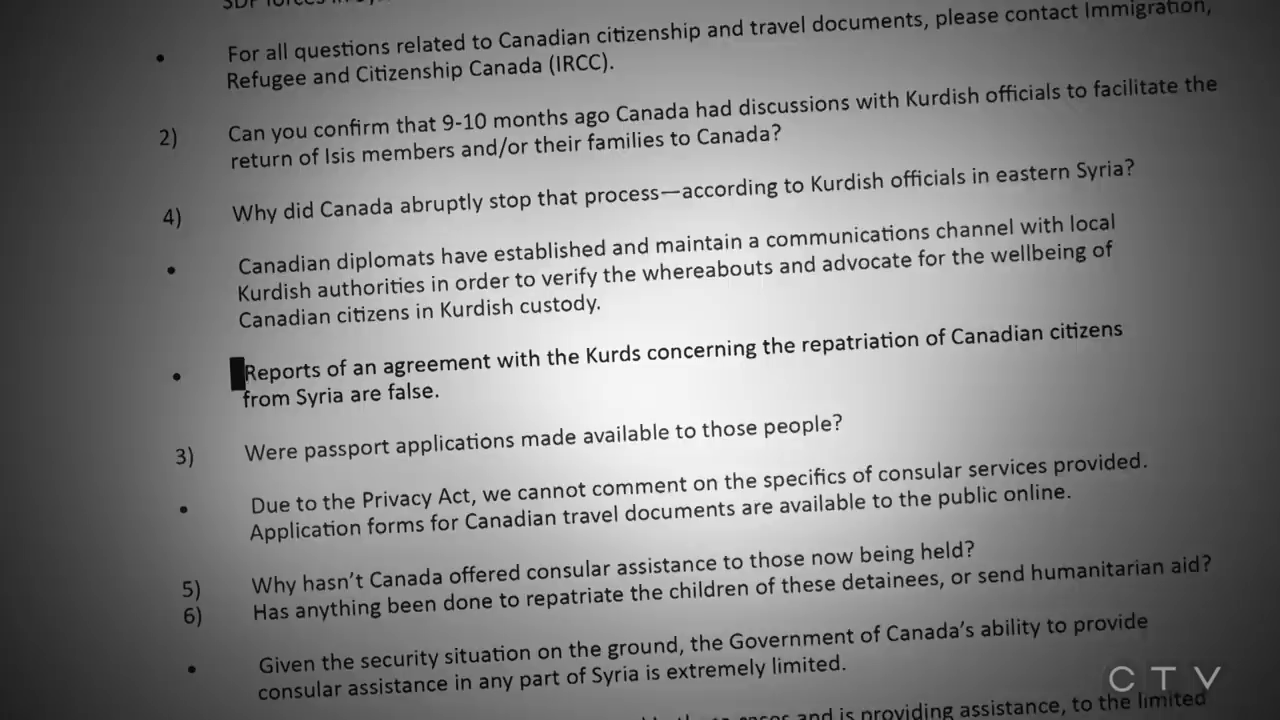 SDF forces in
• For all questions related to Canadian citizenship and travel documents, please contact Immigration,
Refugee and Citizenship Canada (IRCC).
2) Can you confirm that 9-10 months ago Canada had discussions with Kurdish officials to facilitate the
return of Isis members and/or their families to Canada?
4) Why did Canada abruptly stop that process—according to Kurdish officials in eastern Syria?
• Canadian diplomats have established and maintain a communications channel with local
Kurdish authorities in order to verify the whereabouts and advocate for the wellbeing of
Canadian citizens in Kurdish custody.
• Reports of an agreement with the Kurds concerning the repatriation of Canadian citizens
from Syria are false.
3) Were passport applications made available to those people?
• Due to the Privacy Act, we cannot comment on the specifics of consular services provided.
Application forms for Canadian travel documents are available to the public online.
5) Why hasn't Canada offered consular assistance to those now being held?
6) Has anything been done to repatriate the children of these detainees, or send humanitarian aid?
• Given the security situation on the ground, the Government of Canada's ability to provide
consular assistance in any part of Syria is extremely limited.
and is providing assistance, to the limited
CTV